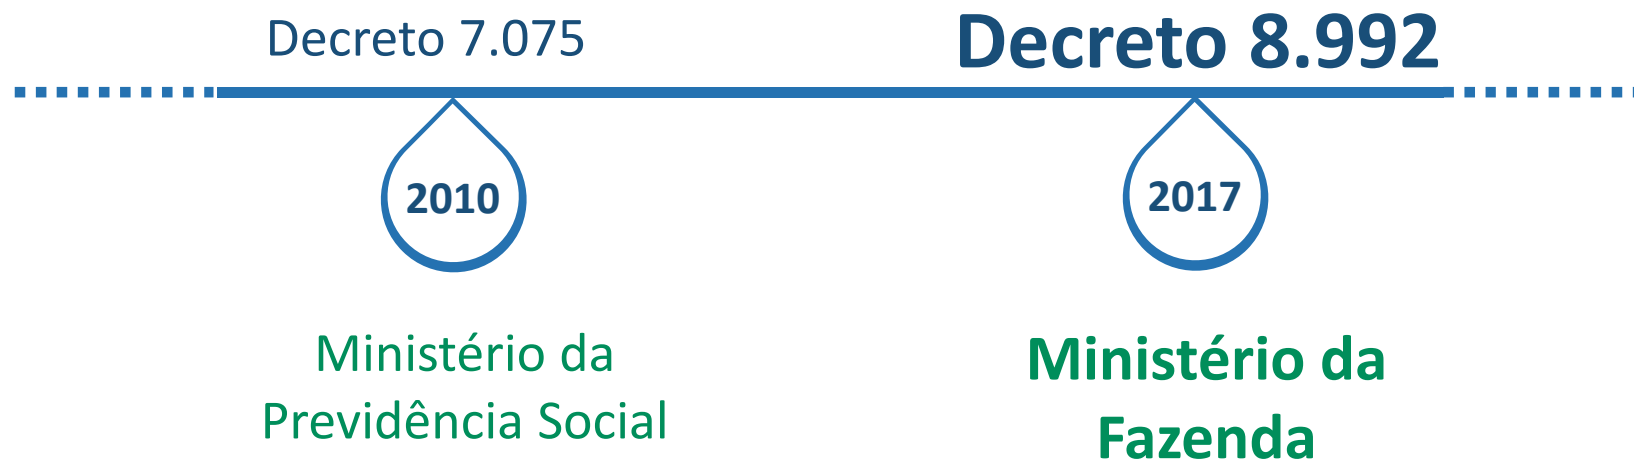 Decreto 7.075
Decreto 8.992
2010
2017
Ministério da
Previdência Social
Ministério da
Fazenda